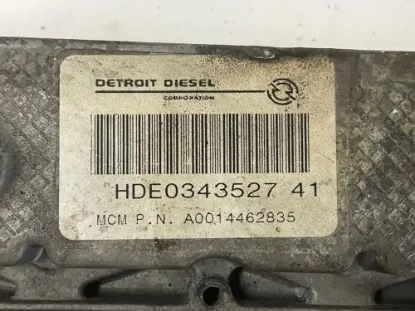 DETROIT DIESEL
CORPORATION
HDE0343527 41
MCM P.N. A0014462835